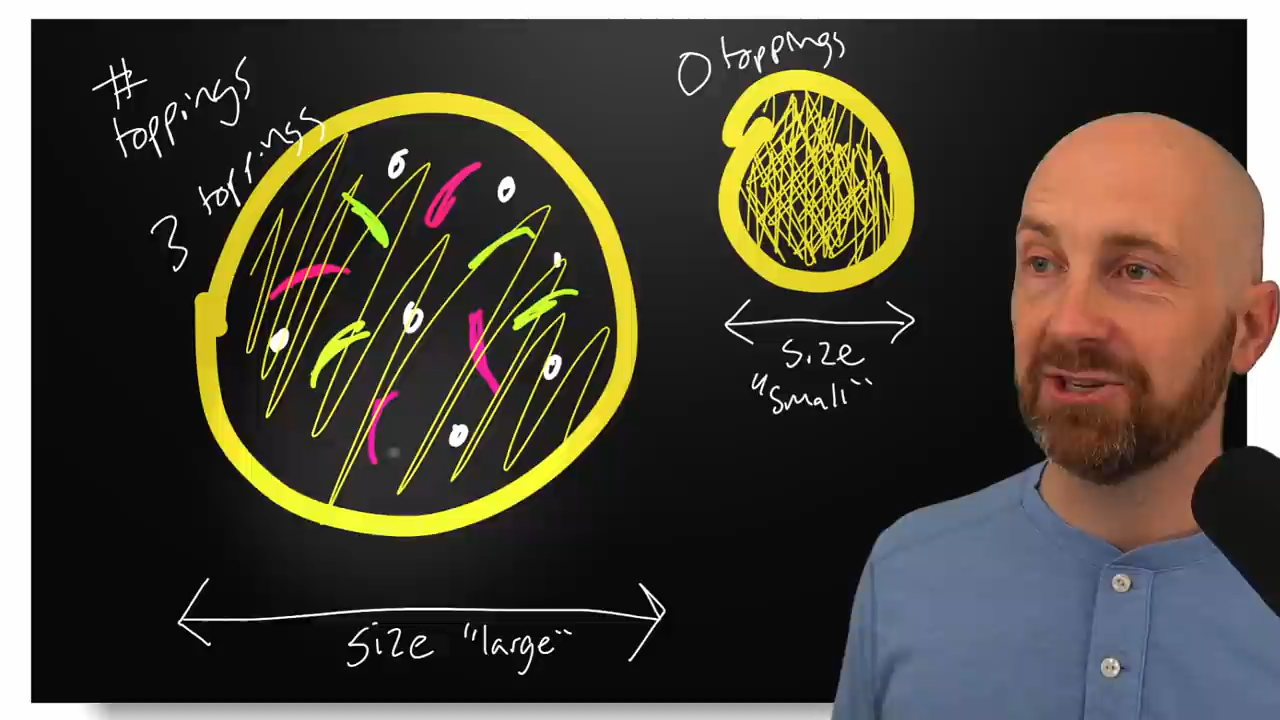 #
toppings
3 toppings
size "large"
0 toppings
size
"small"